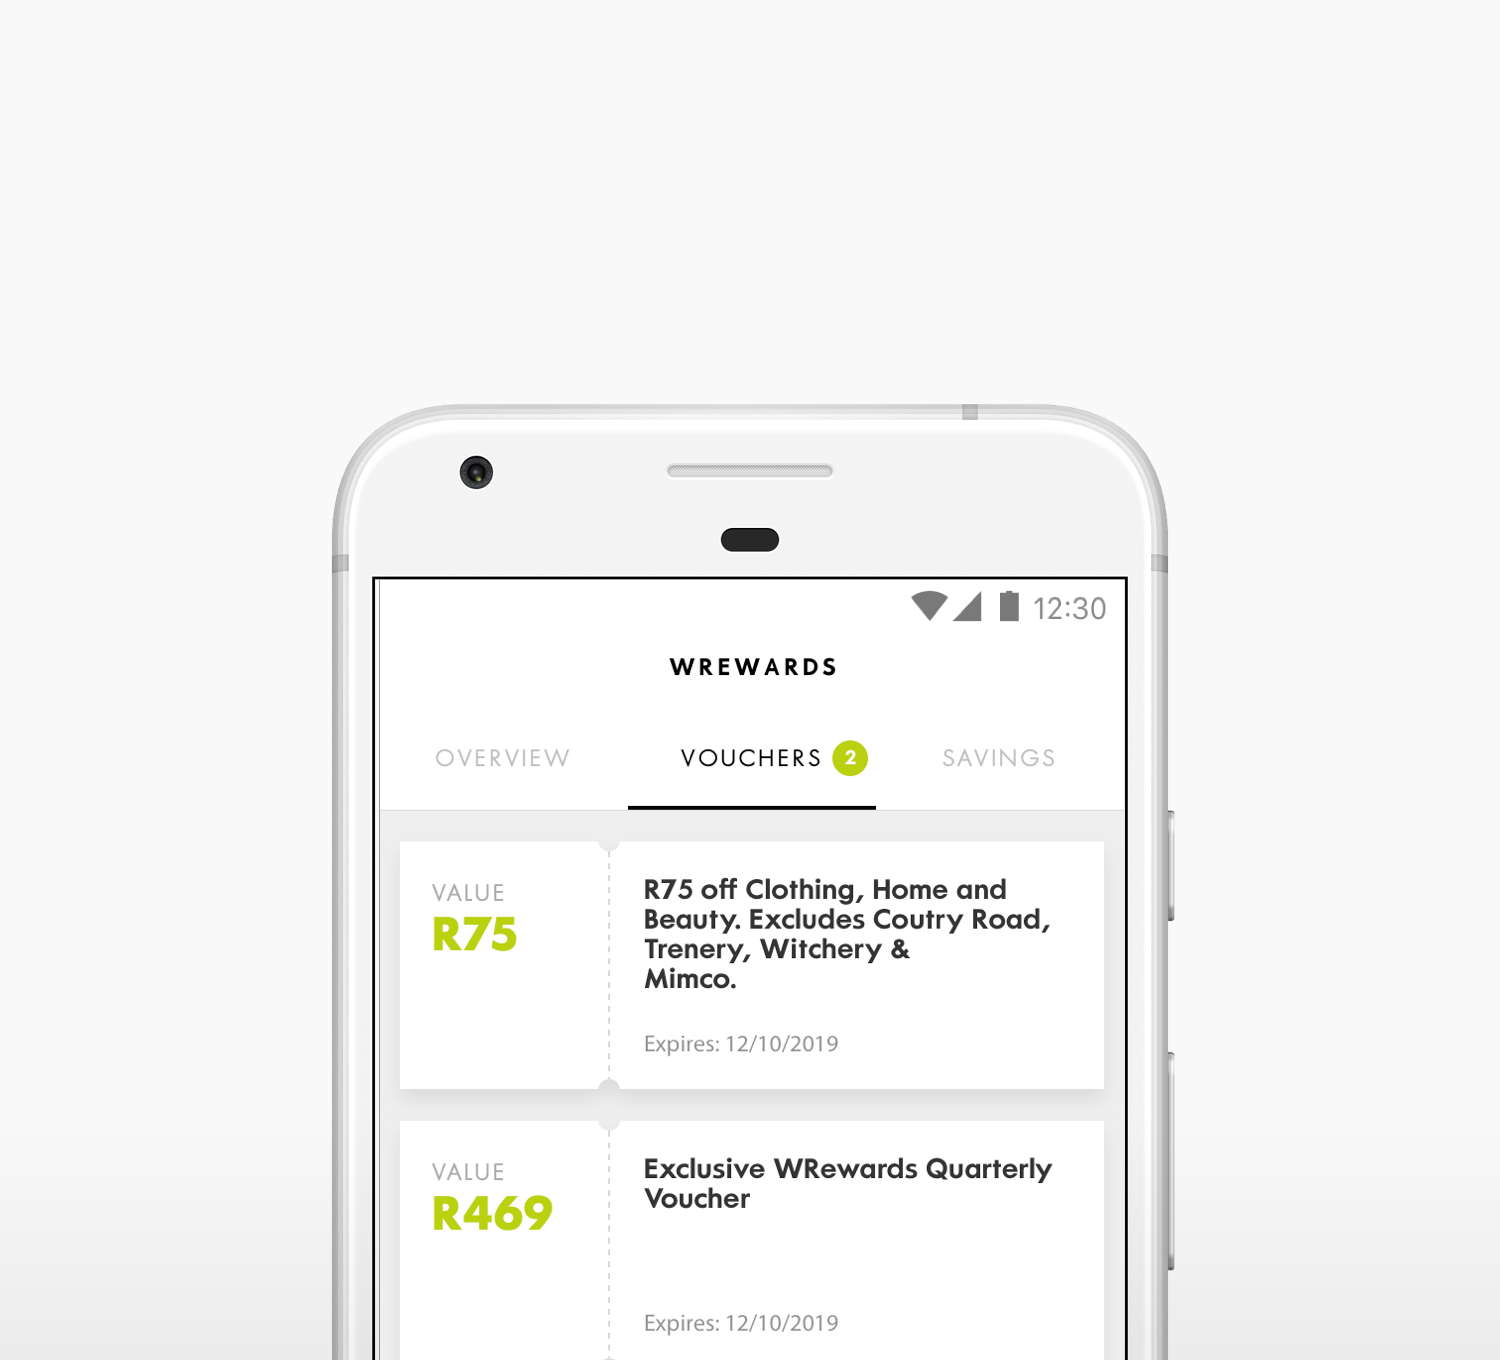 12:30
WREWARDS
OVERVIEW
VOUCHERS 2
SAVINGS
VALUE
R75
R75 off Clothing, Home and
Beauty. Excludes Coutry Road,
Trenery, Witchery &
Mimco.
Expires: 12/10/2019
VALUE
R469
Exclusive WRewards Quarterly
Voucher
Expires: 12/10/2019